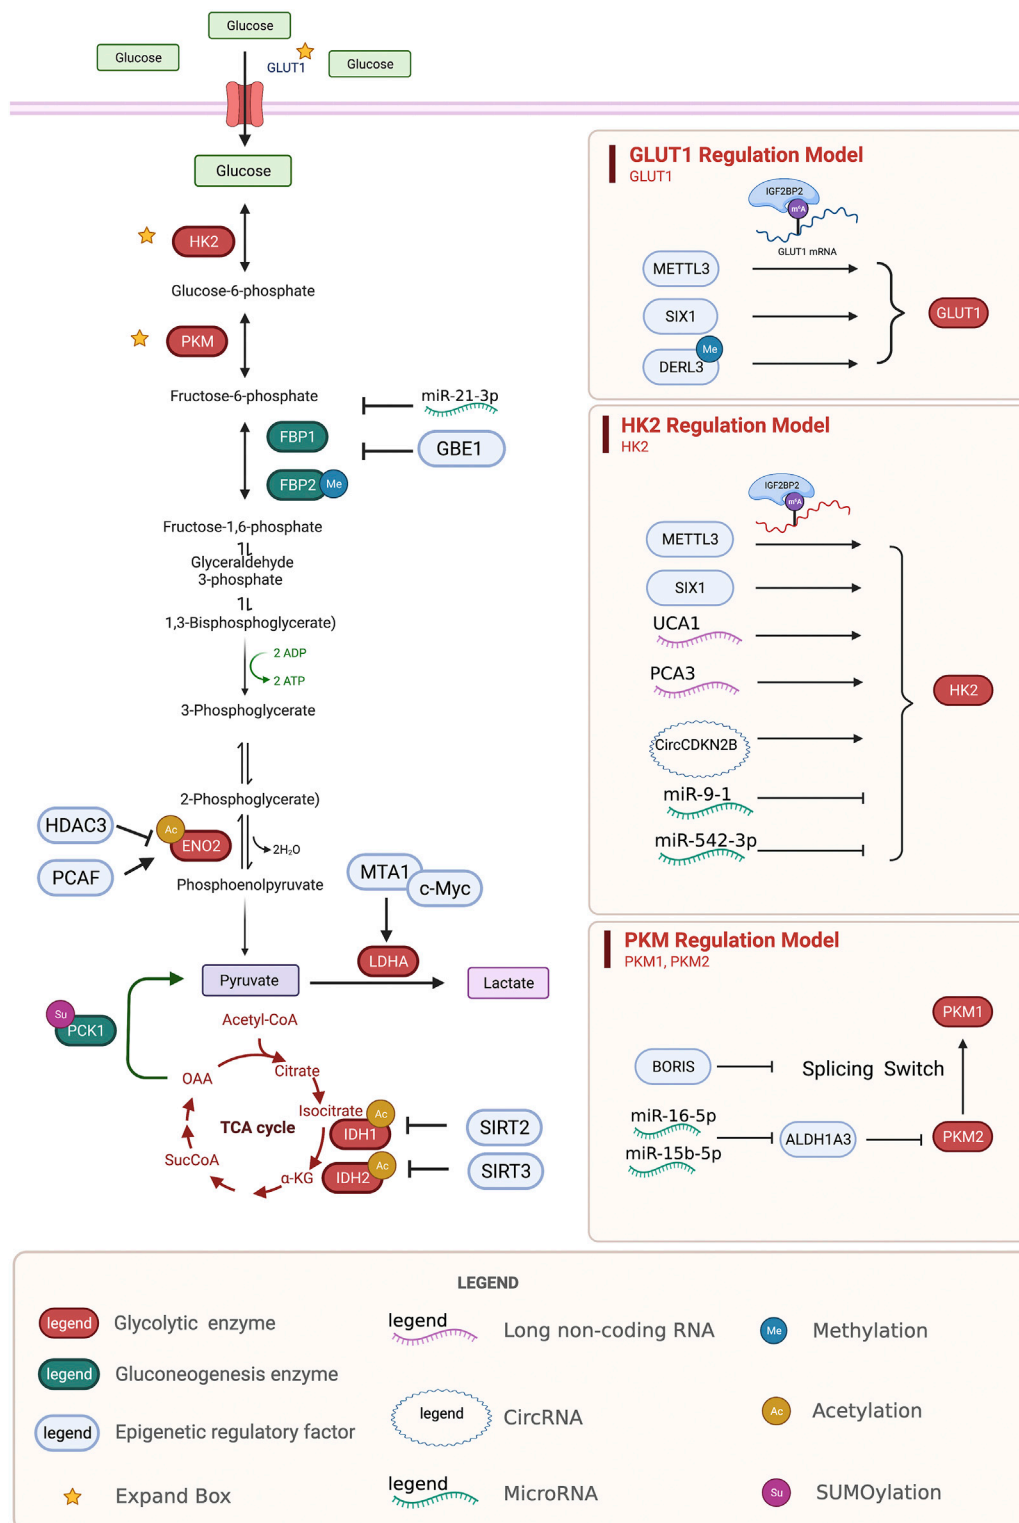 Glucose
Glucose
GLUT1
Glucose
Glucose
HK2
Glucose-6-phosphate
PKM
Fructose-6-phosphate
miR-21-3p
FBP1
GBE1
FBP2
Me
Fructose-1,6-phosphate
Glyceraldehyde
3-phosphate
1,3-Bisphosphoglycerate)
2 ADP
2 ATP
3-Phosphoglycerate
2-Phosphoglycerate)
HDAC3
Ac
ENO2
2H₂O
PCAF
Phosphoenolpyruvate
MTA1
c-Myc
LDHA
Pyruvate
Lactate
Su
PCK1
Acetyl-CoA
OAA
Citrate
Isocitrate
Ac
TCA cycle
IDH1
SIRT2
SucCoA
Ac
α-KG
IDH2
SIRT3
GLUT1 Regulation Model
GLUT1
IGF2BP2
m⁶A
GLUT1 mRNA
METTL3
SIX1
GLUT1
Me
DERL3
HK2 Regulation Model
HK2
IGF2BP2
m⁶A
METTL3
SIX1
UCA1
PCA3
HK2
CircCDKN2B
miR-9-1
miR-542-3p
PKM Regulation Model
PKM1, PKM2
PKM1
BORIS
Splicing Switch
miR-16-5p
ALDH1A3
PKM2
miR-15b-5p
LEGEND
legend Glycolytic enzyme
legend Long non-coding RNA
Me Methylation
legend Gluconeogenesis enzyme
legend CircRNA
Ac Acetylation
legend Epigenetic regulatory factor
Expand Box
legend MicroRNA
Su SUMOylation